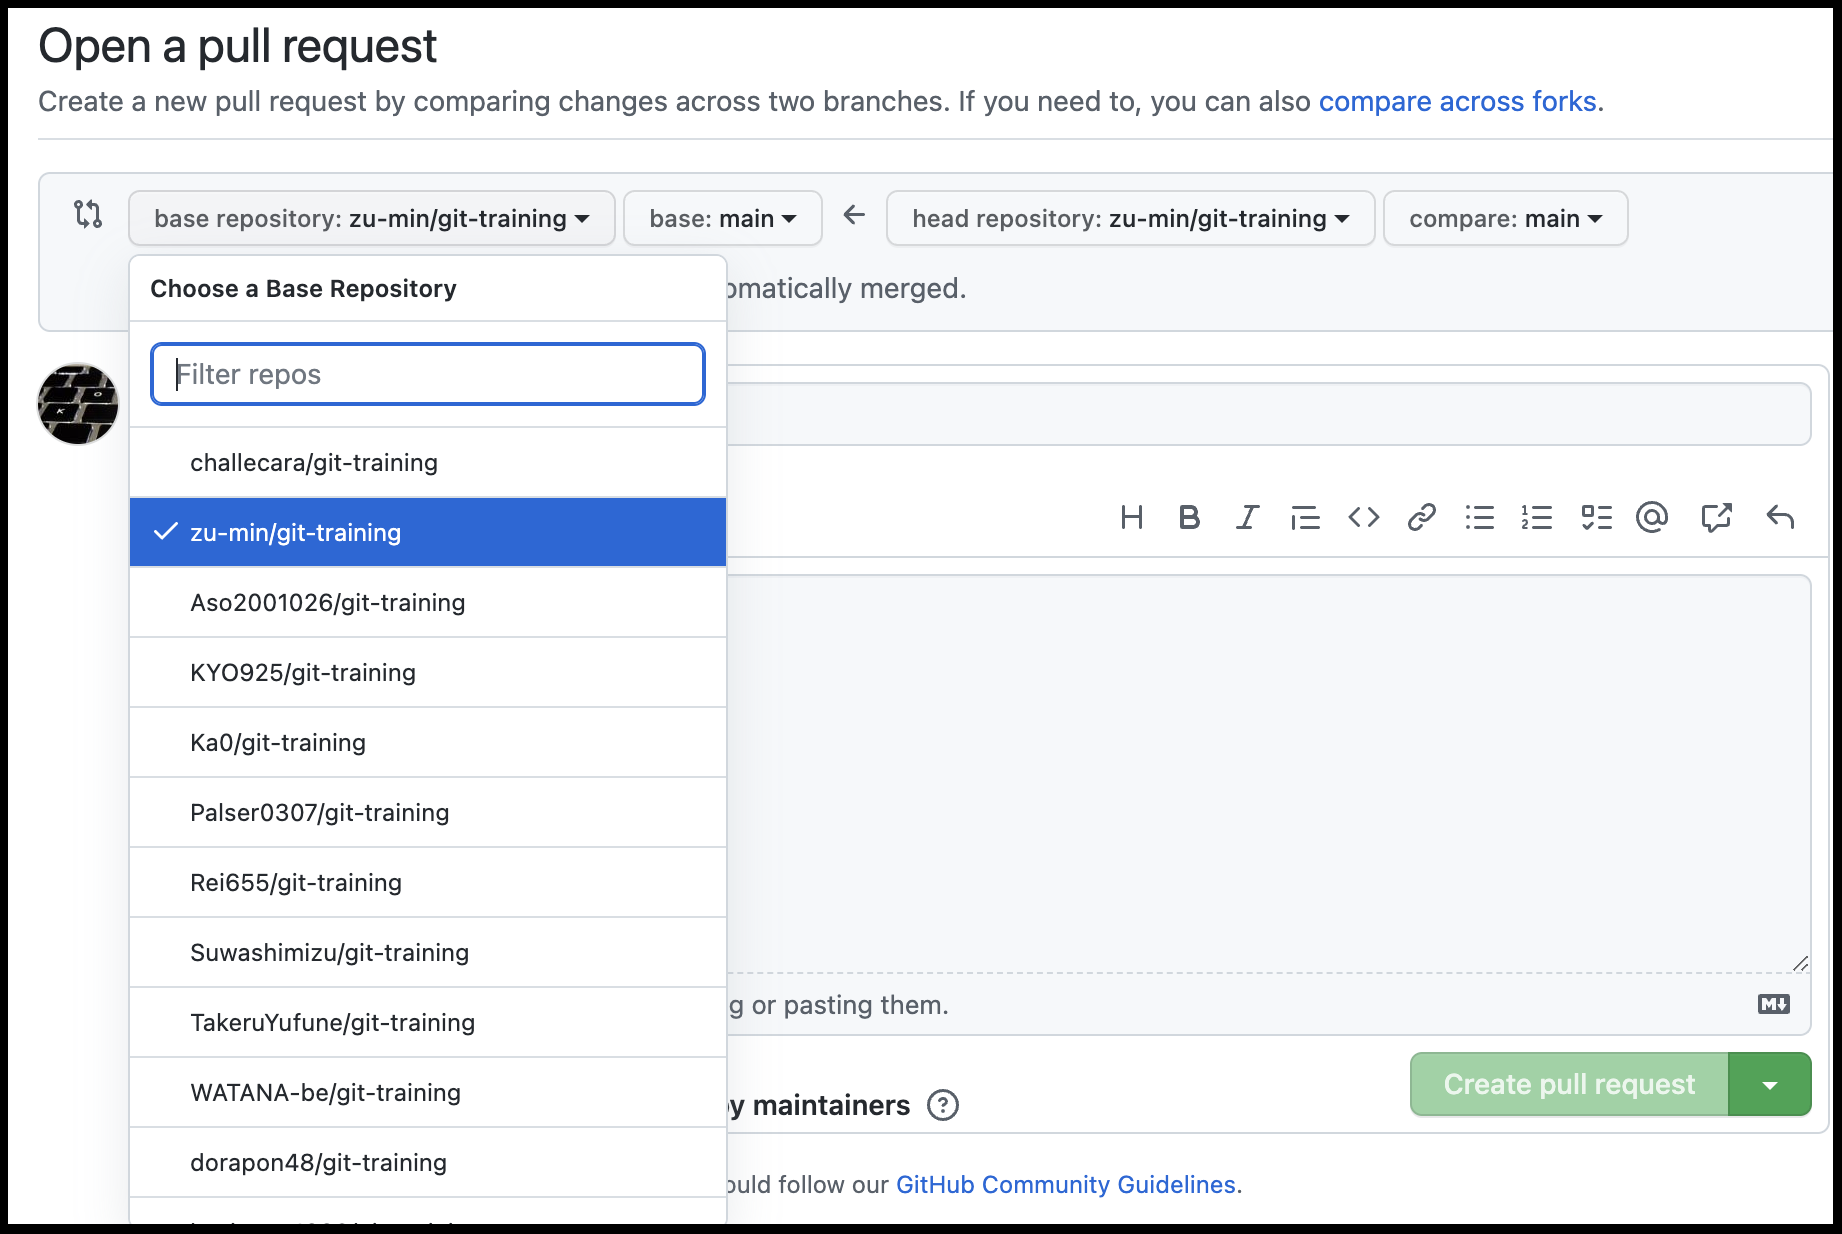 Open a pull request
Create a new pull request by comparing changes across two branches. If you need to, you can also compare across forks.
base repository: zu-min/git-training base: main head repository: zu-min/git-training compare: main
Choose a Base Repository
omatically merged.
Filter repos
challecara/git-training
zu-min/git-training
Aso2001026/git-training
KYO925/git-training
Ka0/git-training
Palser0307/git-training
Rei655/git-training
Suwashimizu/git-training
TakeruYufune/git-training
g or pasting them.
WATANA-be/git-training
y maintainers
Create pull request
dorapon48/git-training
ould follow our GitHub Community Guidelines.